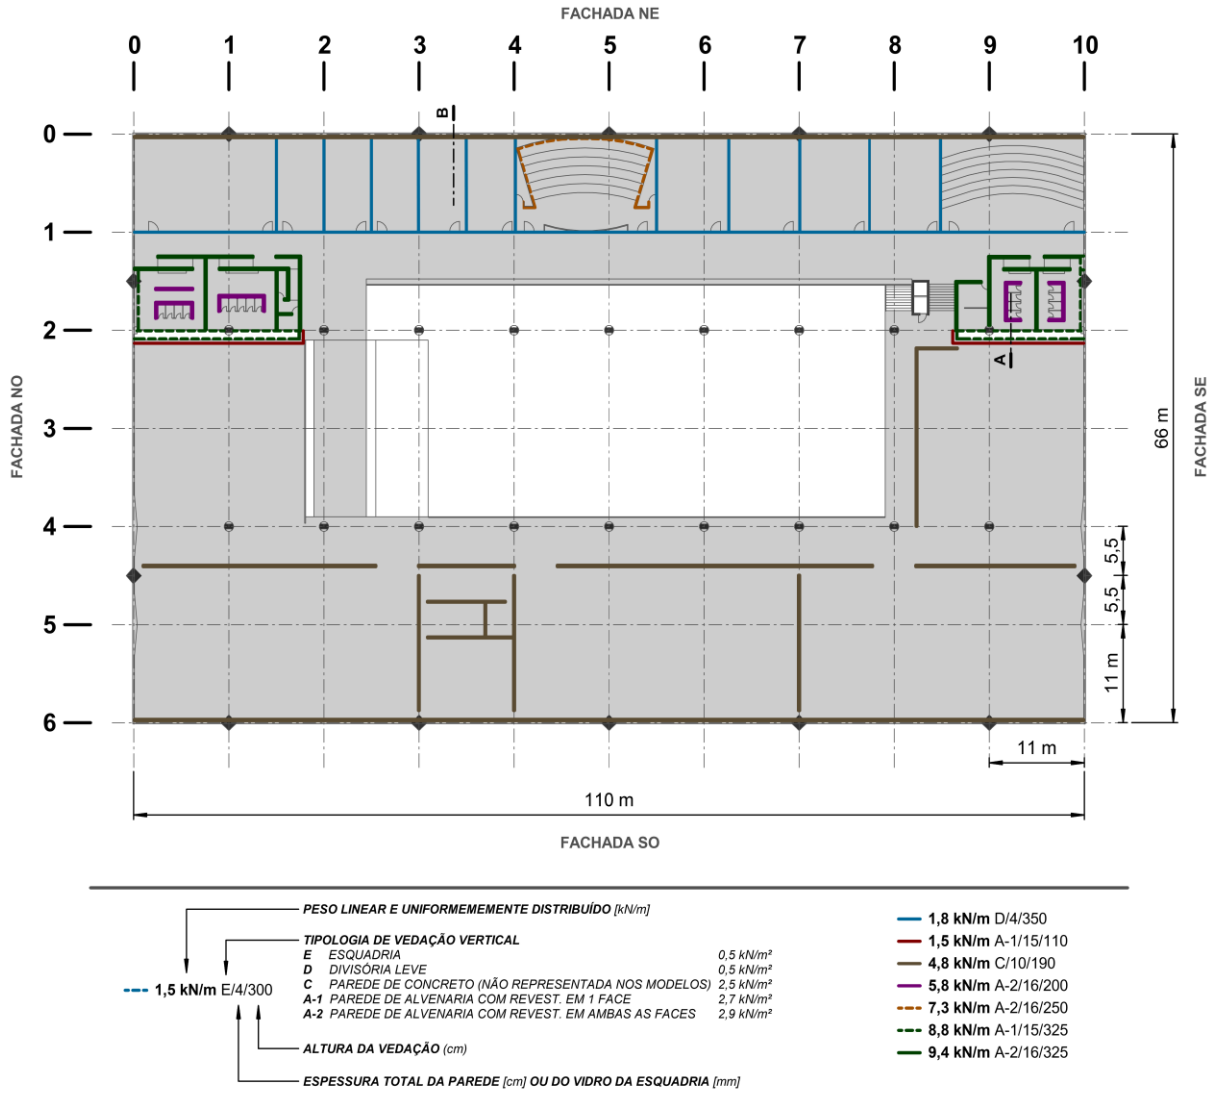 FACHADA NE
0 1 2 3 4 5 6 7 8 9 10
B
0
1
2
A
3
4
5
6
FACHADA NO
FACHADA SE
66 m
5,5
5,5
11 m
11 m
110 m
FACHADA SO
PESO LINEAR E UNIFORMEMEMENTE DISTRIBUÍDO [kN/m]
TIPOLOGIA DE VEDAÇÃO VERTICAL
E ESQUADRIA 0,5 kN/m²
D DIVISÓRIA LEVE 0,5 kN/m²
C PAREDE DE CONCRETO (NÃO REPRESENTADA NOS MODELOS) 2,5 kN/m²
A-1 PAREDE DE ALVENARIA COM REVEST. EM 1 FACE 2,7 kN/m²
A-2 PAREDE DE ALVENARIA COM REVEST. EM AMBAS AS FACES 2,9 kN/m²
1,5 kN/m E/4/300
ALTURA DA VEDAÇÃO (cm)
ESPESSURA TOTAL DA PAREDE [cm] OU DO VIDRO DA ESQUADRIA [mm]
1,8 kN/m D/4/350
1,5 kN/m A-1/15/110
4,8 kN/m C/10/190
5,8 kN/m A-2/16/200
7,3 kN/m A-2/16/250
8,8 kN/m A-1/15/325
9,4 kN/m A-2/16/325